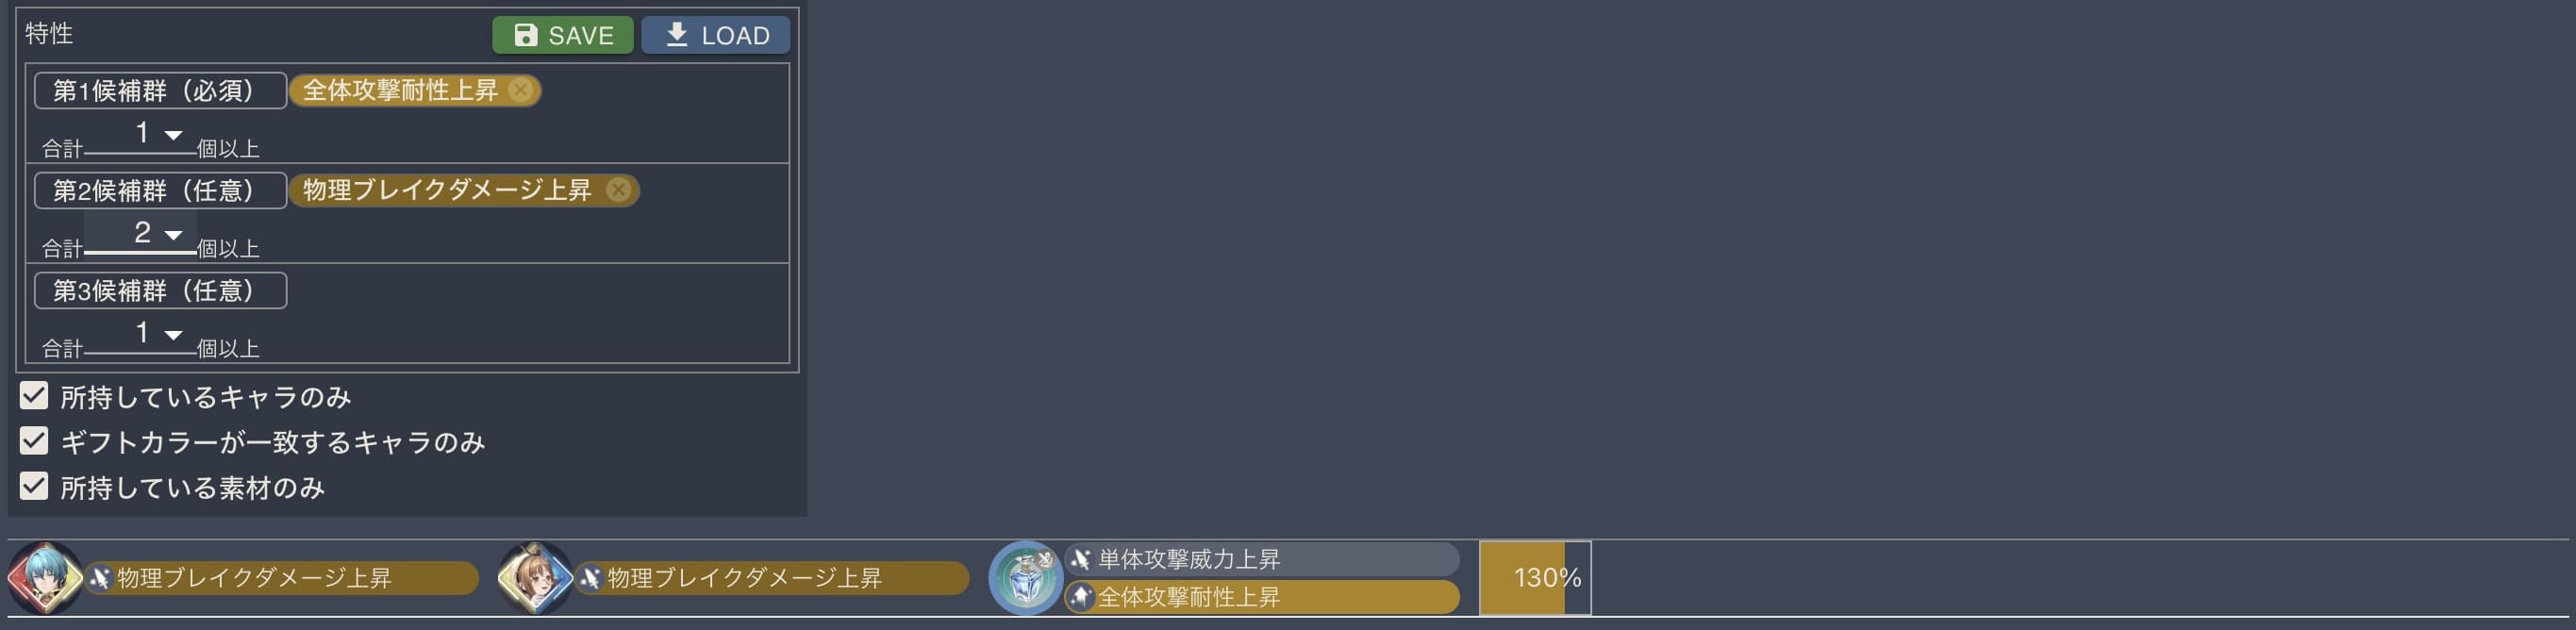 特性
SAVE
LOAD
第1候補群（必須）
全体攻撃耐性上昇
合計 1 個以上
第2候補群（任意）
物理ブレイクダメージ上昇
合計 2 個以上
第3候補群（任意）
合計 1 個以上
所持しているキャラのみ
ギフトカラーが一致するキャラのみ
所持している素材のみ
物理ブレイクダメージ上昇
物理ブレイクダメージ上昇
単体攻撃威力上昇
全体攻撃耐性上昇
130%